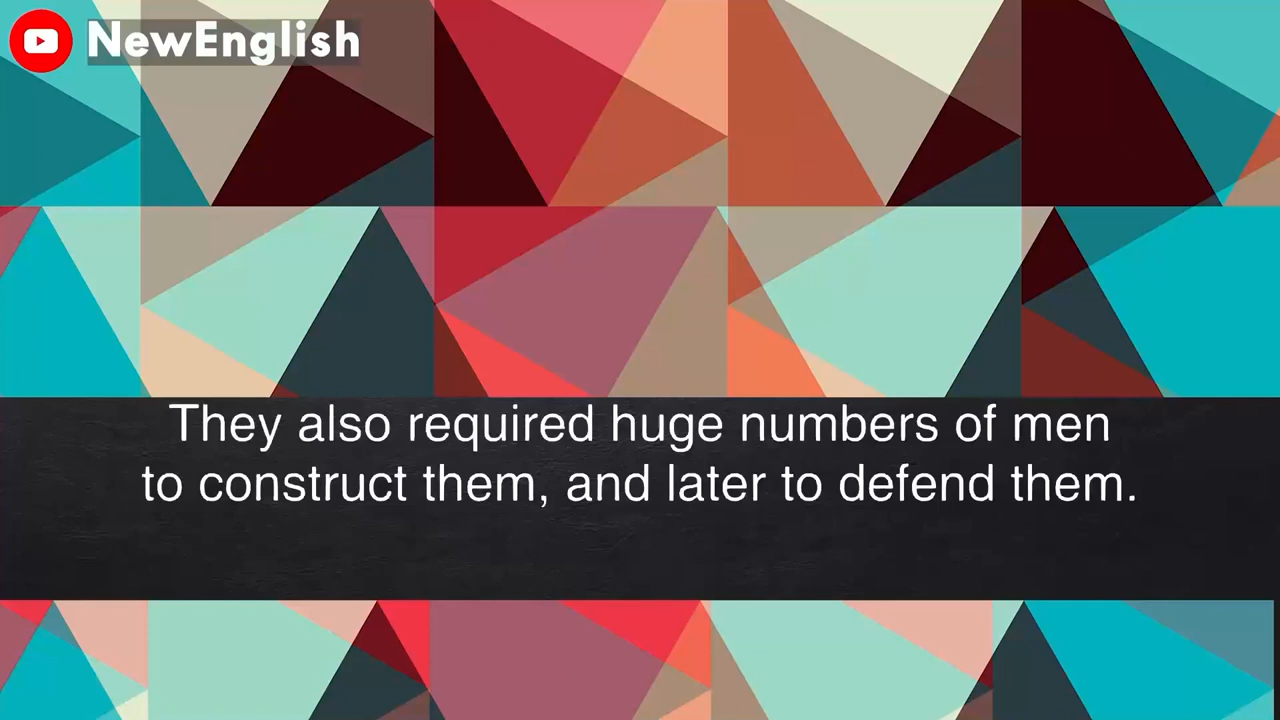 NewEnglish
They also required huge numbers of men
to construct them, and later to defend them.